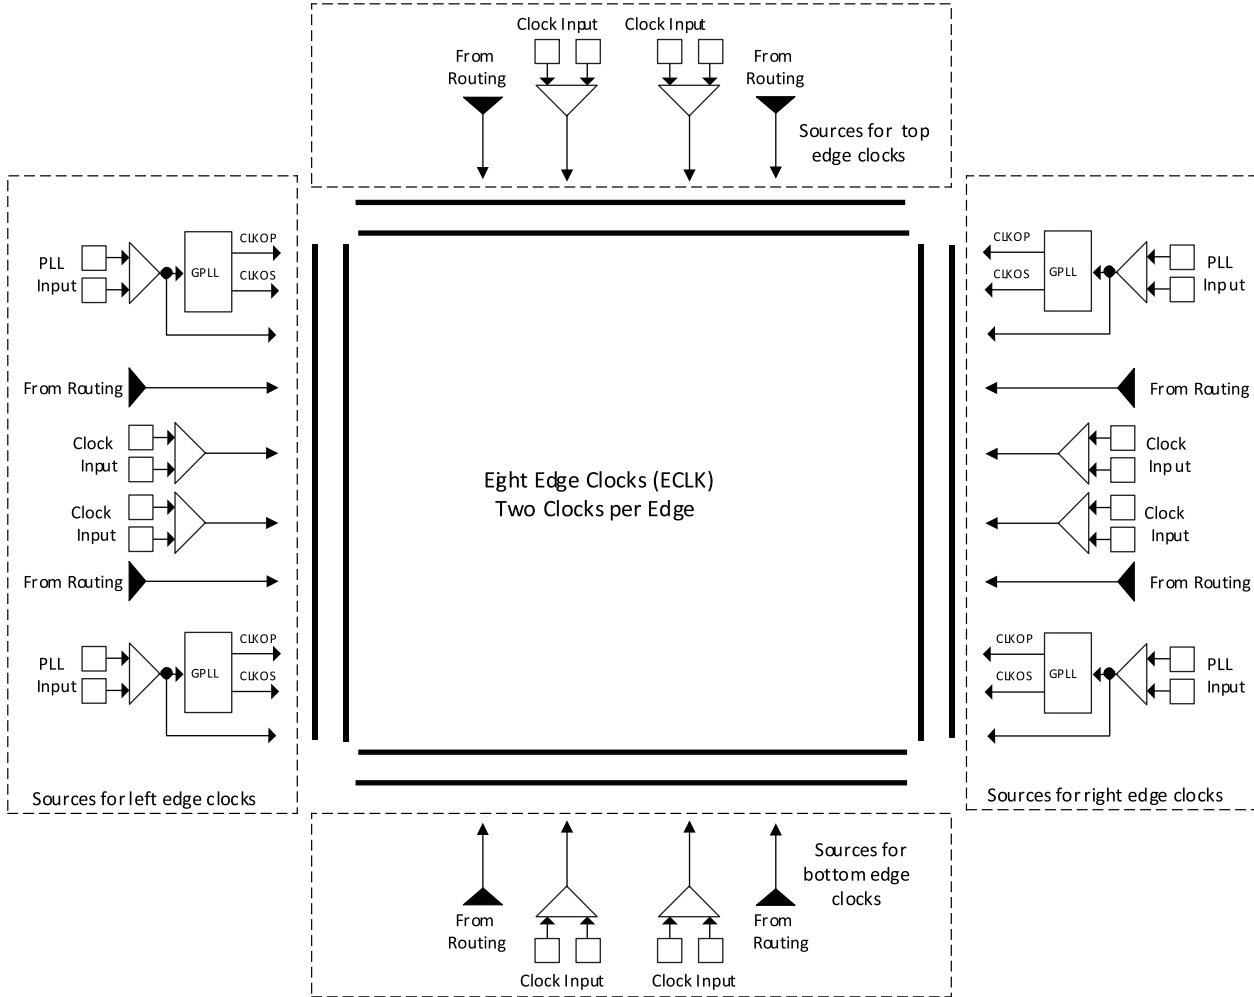 Clock Input
Clock Input
From
Routing
From
Routing
Sources for top
edge clocks
PLL
Input
GPLL
CLKOP
CLKOS
From Routing
Clock
Input
Clock
Input
From Routing
PLL
Input
GPLL
CLKOP
CLKOS
Sources for left edge clocks
Eight Edge Clocks (ECLK)
Two Clocks per Edge
CLKOP
CLKOS
GPLL
PLL
Input
From Routing
Clock
Input
Clock
Input
From Routing
CLKOP
CLKOS
GPLL
PLL
Input
Sources for right edge clocks
Sources for
bottom edge
clocks
From
Routing
From
Routing
Clock Input
Clock Input